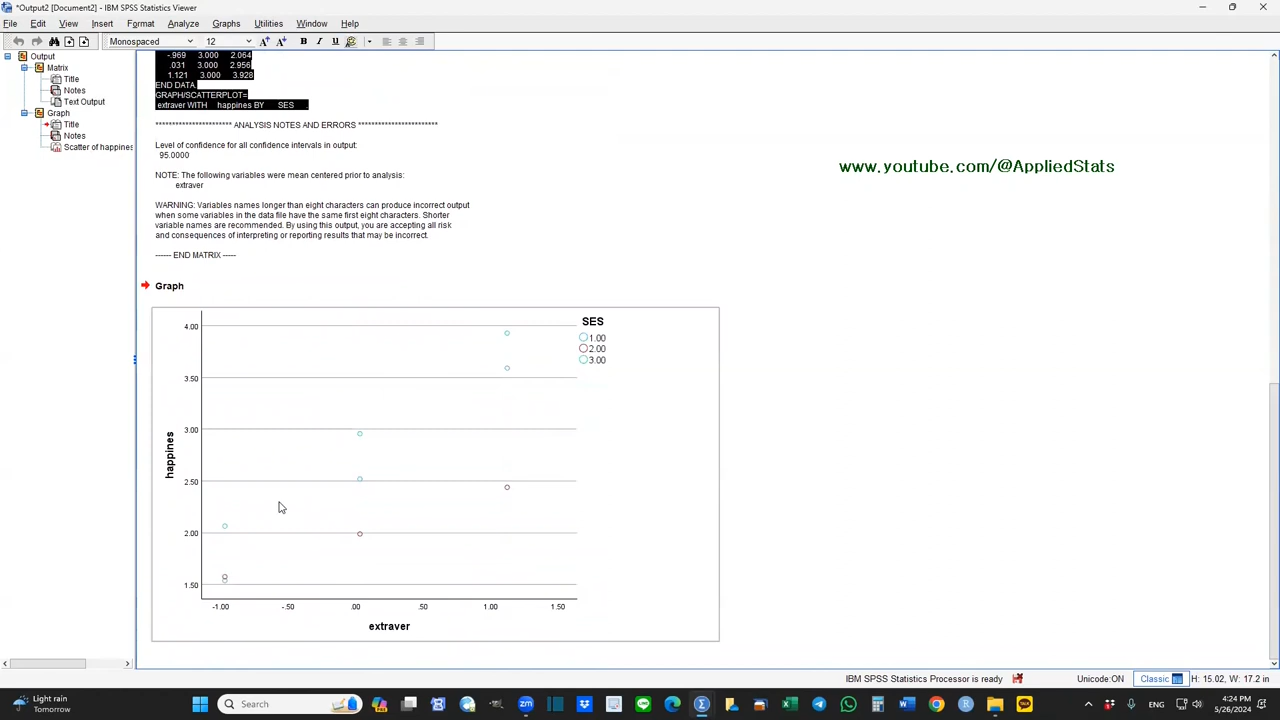 *Output2 [Document2] - IBM SPSS Statistics Viewer
File Edit View Insert Format Analyze Graphs Utilities Window Help
Monospaced 12 B I U
Output
Matrix
Title
Notes
Text Output
Graph
Title
Notes
Scatter of happines
-.969 3.000 2.064
.031 3.000 2.956
1.121 3.000 3.928
END DATA.
GRAPH/SCATTERPLOT=
extraver WITH happines BY SES .
********************** ANALYSIS NOTES AND ERRORS ************************
Level of confidence for all confidence intervals in output:
95.0000
NOTE: The following variables were mean centered prior to analysis:
extraver
WARNING: Variables names longer than eight characters can produce incorrect output
when some variables in the data file have the same first eight characters. Shorter
variable names are recommended. By using this output, you are accepting all risk
and consequences of interpreting or reporting results that may be incorrect.
------ END MATRIX -----
www.youtube.com/@AppliedStats
Graph
SES
1.00
2.00
3.00
4.00
3.50
3.00
2.50
2.00
1.50
happines
-1.00 -.50 .00 .50 1.00 1.50
extraver
IBM SPSS Statistics Processor is ready Unicode:ON Classic H: 15.02, W: 17.2 in
Light rain
Tomorrow
Search
ENG
4:24 PM
5/26/2024